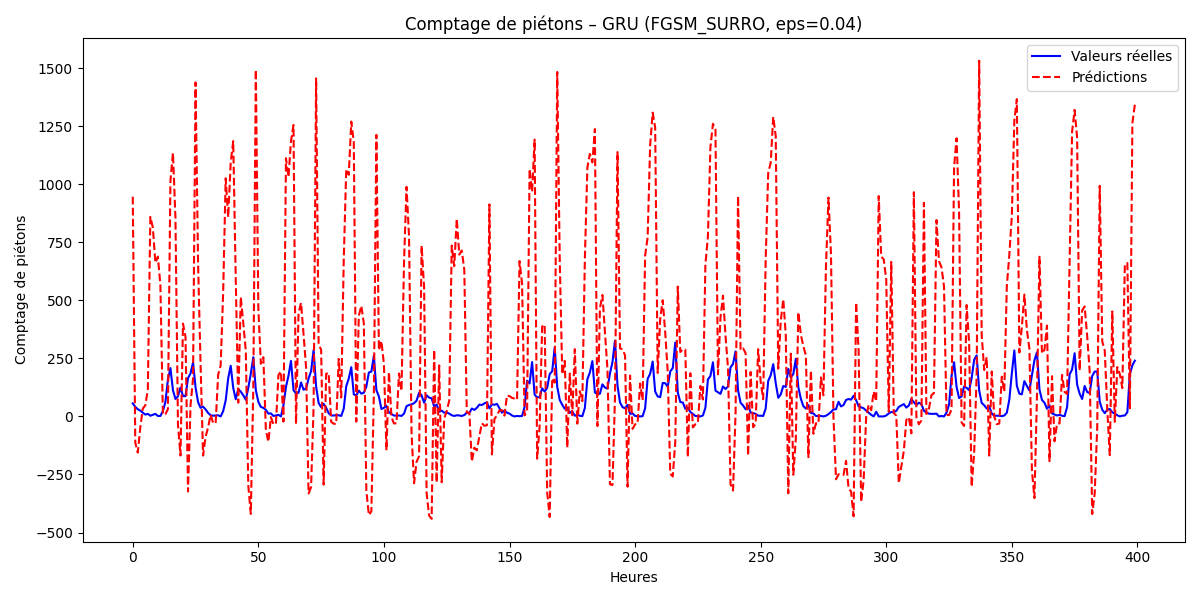 Comptage de piétons – GRU (FGSM_SURRO, eps=0.04)
Valeurs réelles
Prédictions
1500
1250
1000
750
500
250
0
−250
−500
Comptage de piétons
0 50 100 150 200 250 300 350 400
Heures